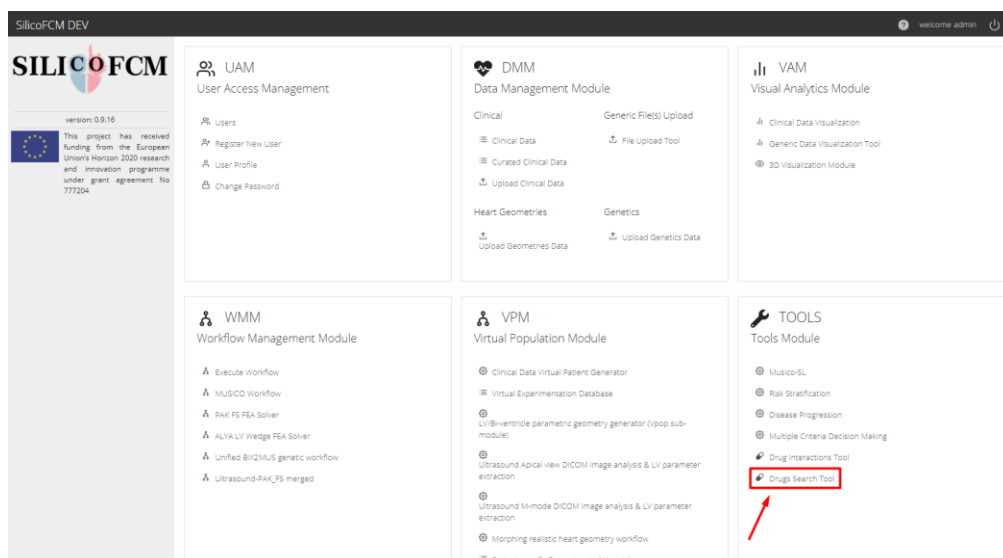 SilicoFCM DEV
welcome admin
SILICOFCM
version: 0.9.16
This project has received
funding from the European
Union's Horizon 2020 research
and innovation programme
under grant agreement No
777204
UAM
User Access Management
Users
Register New User
User Profile
Change Password
DMM
Data Management Module
Clinical
Clinical Data
Curated Clinical Data
Upload Clinical Data
Generic File(s) Upload
File Upload Tool
Heart Geometries
Upload Geometries Data
Genetics
Upload Genetics Data
VAM
Visual Analytics Module
Clinical Data Visualization
Generic Data Visualization Tool
3D Visualization Module
WMM
Workflow Management Module
Execute Workflow
MUSICO Workflow
PAK FS FEA Solver
ALYA LV Wedge FEA Solver
Unified BIX2MUS genetic workflow
Ultrasound-PAK_FS merged
VPM
Virtual Population Module
Clinical Data Virtual Patient Generator
Virtual Experimentation Database
LV/Bi-ventricle parametric geometry generator (Vpop sub-
module)
Ultrasound Apical view DICOM image analysis & LV parameter
extraction
Ultrasound M-mode DICOM image analysis & LV parameter
extraction
Morphing realistic heart geometry workflow
TOOLS
Tools Module
Musico-SL
Risk Stratification
Disease Progression
Multiple Criteria Decision Making
Drug Interactions Tool
Drugs Search Tool